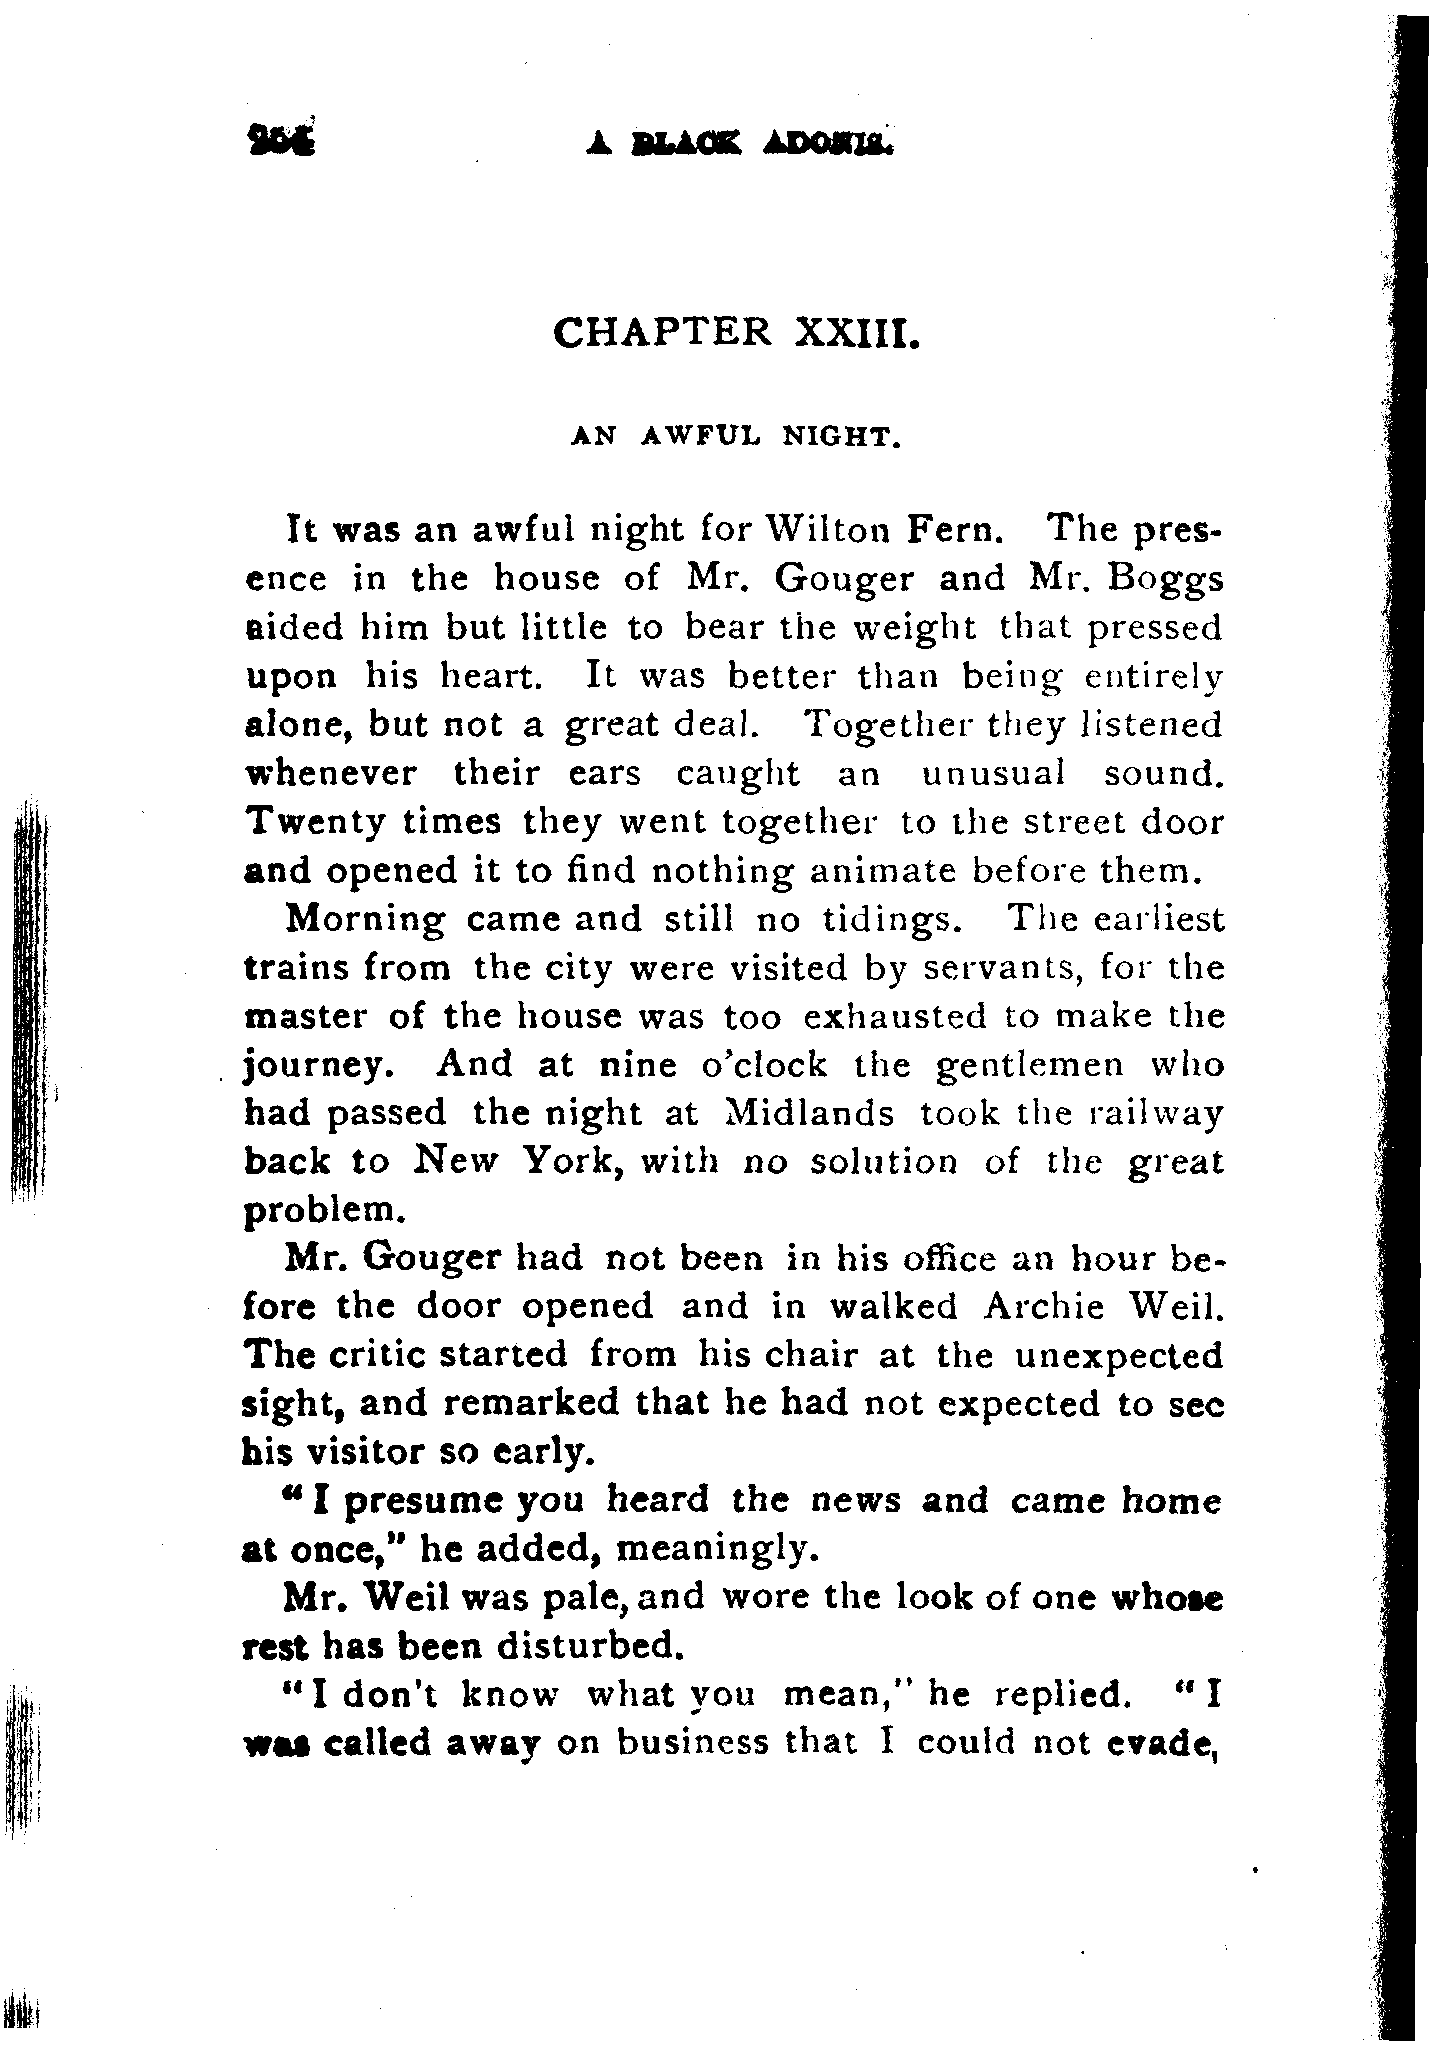 254 A BLACK ADONIS.
CHAPTER XXIII.
AN AWFUL NIGHT.
It was an awful night for Wilton Fern. The pres-
ence in the house of Mr. Gouger and Mr. Boggs
aided him but little to bear the weight that pressed
upon his heart. It was better than being entirely
alone, but not a great deal. Together they listened
whenever their ears caught an unusual sound.
Twenty times they went together to the street door
and opened it to find nothing animate before them.
Morning came and still no tidings. The earliest
trains from the city were visited by servants, for the
master of the house was too exhausted to make the
journey. And at nine o'clock the gentlemen who
had passed the night at Midlands took the railway
back to New York, with no solution of the great
problem.
Mr. Gouger had not been in his office an hour be-
fore the door opened and in walked Archie Weil.
The critic started from his chair at the unexpected
sight, and remarked that he had not expected to see
his visitor so early.
"I presume you heard the news and came home
at once," he added, meaningly.
Mr. Weil was pale, and wore the look of one whose
rest has been disturbed.
"I don't know what you mean," he replied. "I
was called away on business that I could not evade,